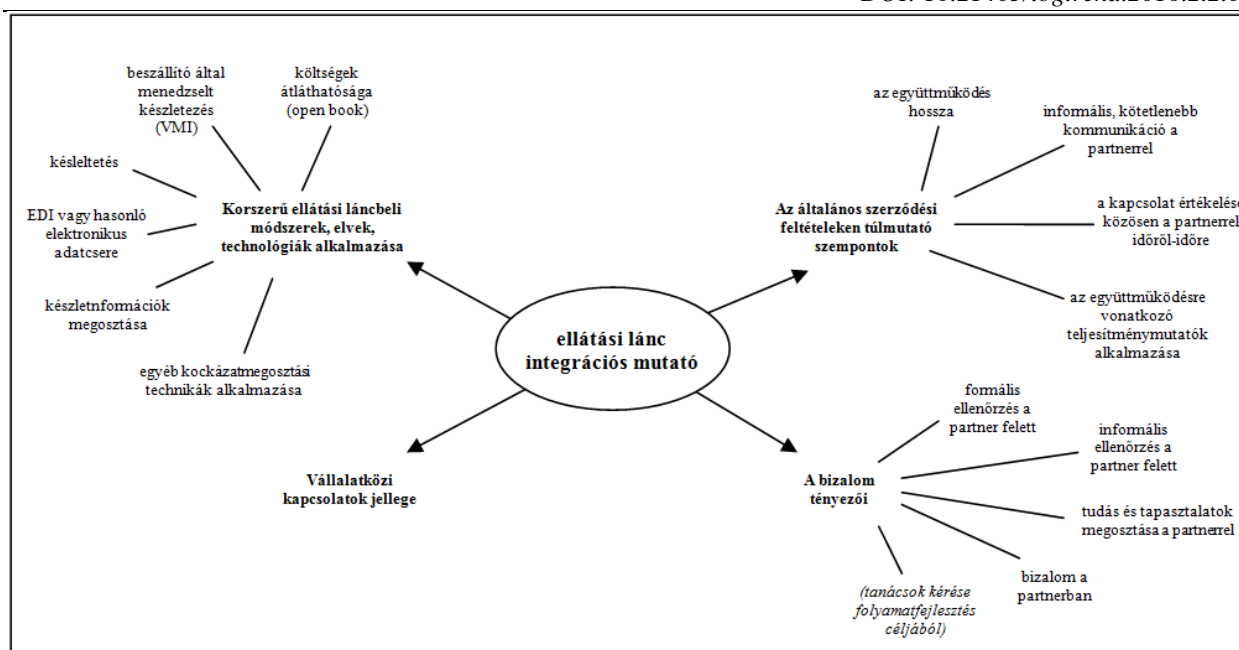 beszállító által
menedzselt
készletezés
(VMI)
költségek
átláthatósága
(open book)
késleltetés
EDI vagy hasonló
elektronikus
adatcsere
készletnformációk
megosztása
egyéb kockázatmegosztási
technikák alkalmazása
Korszerű ellátási láncbeli
módszerek, elvek,
technológiák alkalmazása
az együttműködés
hossza
informális, kötetlenebb
kommunikáció a
partnerrel
Az általános szerződési
feltételeken túlmutató
szempontok
a kapcsolat értékelése
közösen a partnerrel
időről-időre
az együttműködésre
vonatkozó
teljesítménymutatók
alkalmazása
ellátási lánc
integrációs mutató
Vállalatközi
kapcsolatok jellege
A bizalom
tényezői
formális
ellenőrzés a
partner felett
informális
ellenőrzés a
partner felett
tudás és tapasztalatok
megosztása a partnerrel
bizalom a
partnerban
(tanácsok kérése
folyamatfejlesztés
céljából)